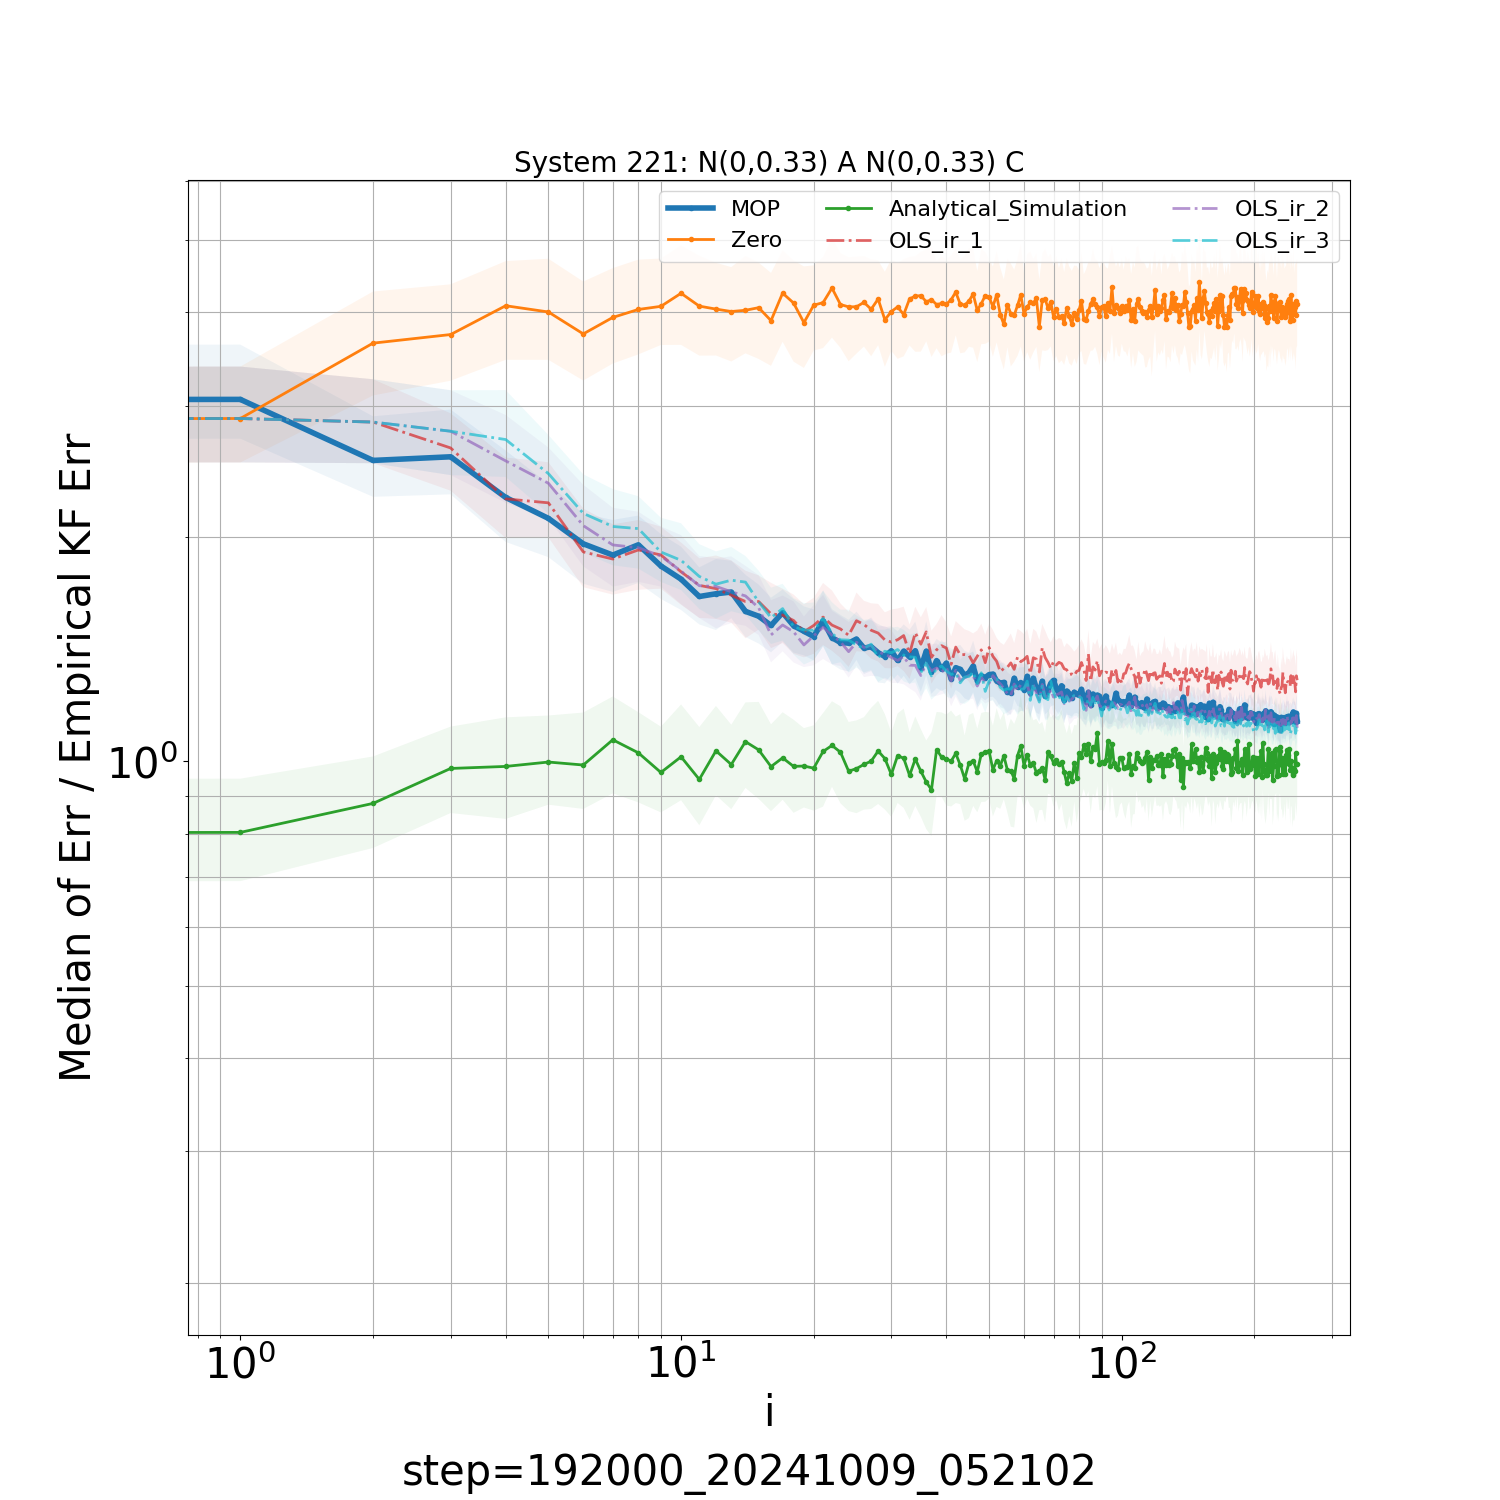 System 221: N(0,0.33) A N(0,0.33) C
MOP
Zero
Analytical_Simulation
OLS_ir_1
OLS_ir_2
OLS_ir_3
Median of Err / Empirical KF Err
10⁰
10⁰
10¹
10²
i
step=192000_20241009_052102